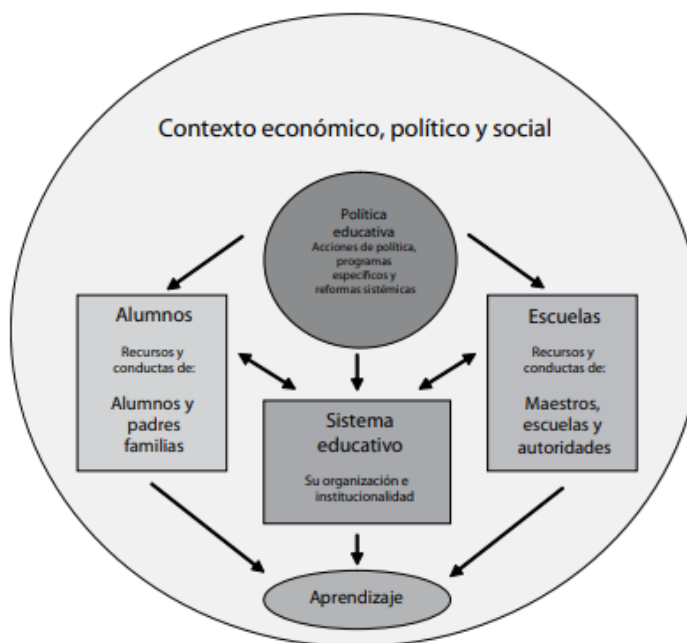 Contexto económico, político y social
Política
educativa
Acciones de política,
programas
específicos y
reformas sistémicas
Alumnos
Recursos y
conductas de:
Alumnos y
padres
familias
Escuelas
Recursos y
conductas de:
Maestros,
escuelas y
autoridades
Sistema
educativo
Su organización e
institucionalidad
Aprendizaje